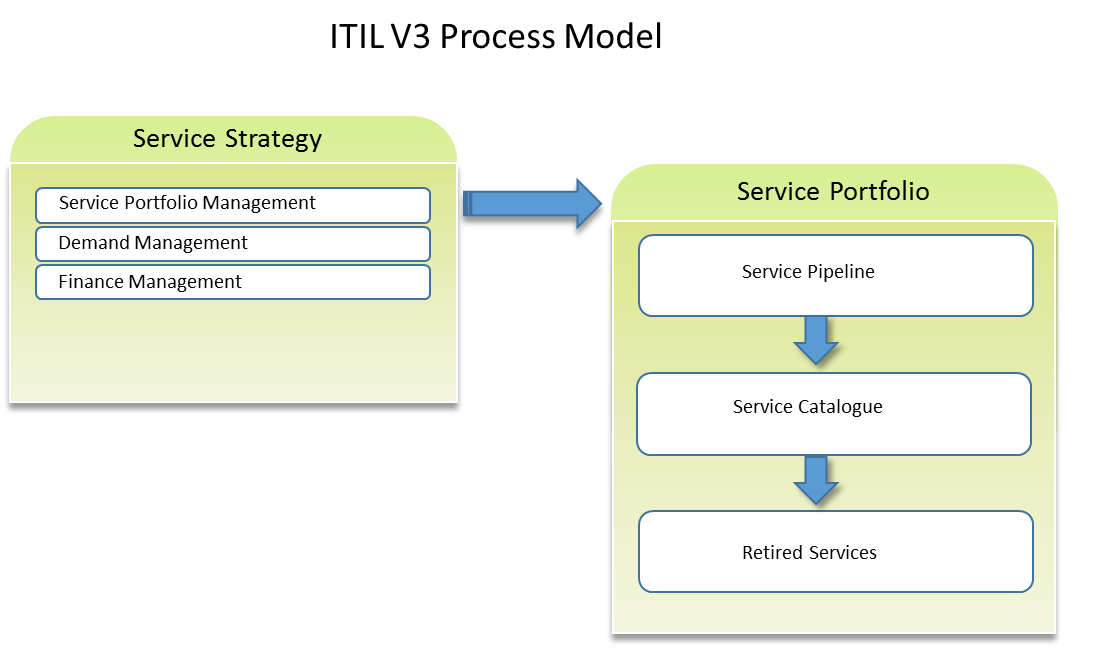 ITIL V3 Process Model
Service Strategy
Service Portfolio Management
Demand Management
Finance Management
Service Portfolio
Service Pipeline
Service Catalogue
Retired Services